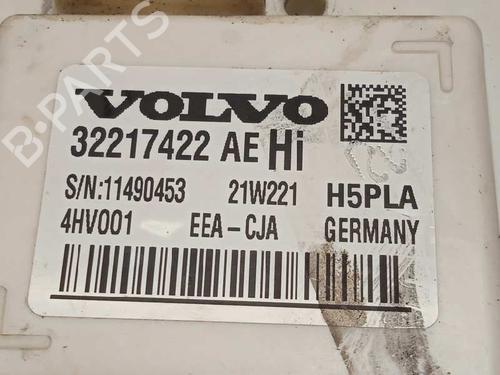 B-PARTS
VOLVO
32217422 AE Hi
S/N:11490453 21W221 H5PLA
4HV001 EEA-CJA GERMANY